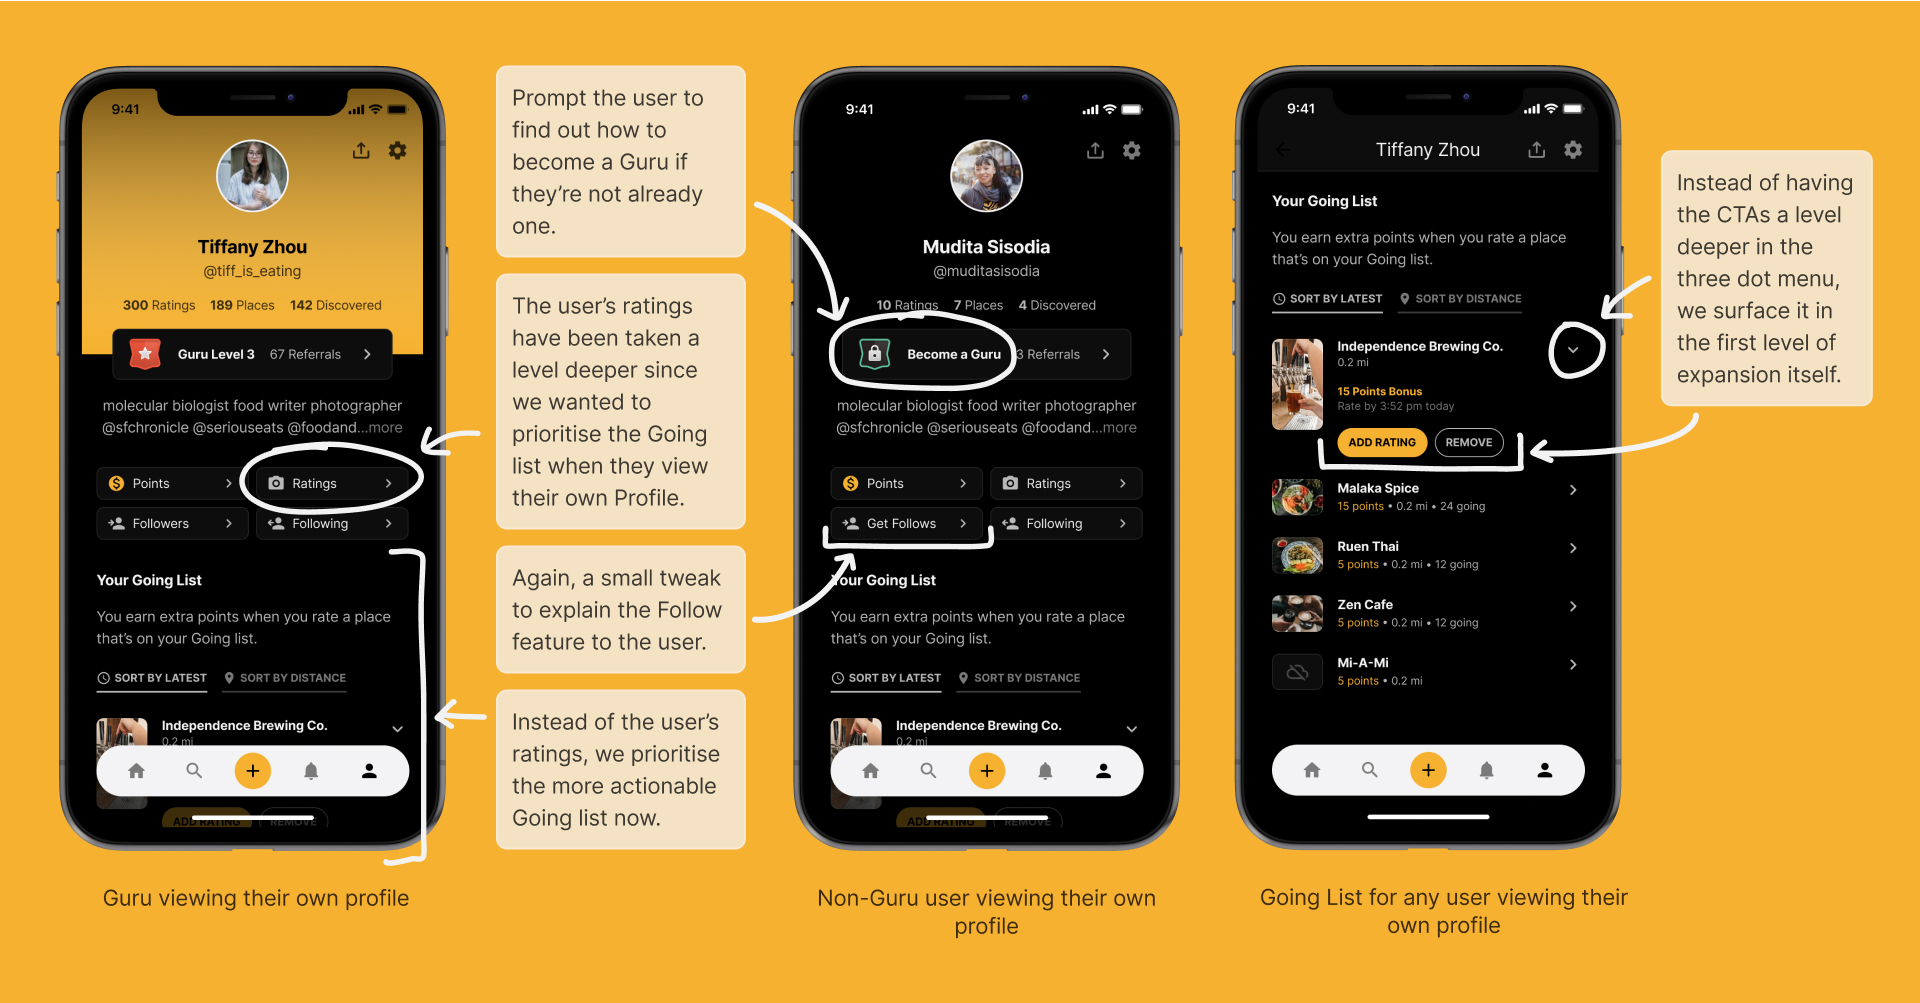 9:41
Tiffany Zhou
@tiff_is_eating
300 Ratings 189 Places 142 Discovered
Guru Level 3 67 Referrals
molecular biologist food writer photographer
@sfchronicle @seriouseats @foodand...more
Points
Ratings
Followers
Following
Your Going List
You earn extra points when you rate a place
that's on your Going list.
SORT BY LATEST
SORT BY DISTANCE
Independence Brewing Co.
0.2 mi
ADD RATING
REMOVE
Guru viewing their own profile
Prompt the user to
find out how to
become a Guru if
they're not already
one.
The user's ratings
have been taken a
level deeper since
we wanted to
prioritise the Going
list when they view
their own Profile.
Again, a small tweak
to explain the Follow
feature to the user.
Instead of the user's
ratings, we prioritise
the more actionable
Going list now.
9:41
Mudita Sisodia
@muditasisodia
10 Ratings 7 Places 4 Discovered
Become a Guru 3 Referrals
molecular biologist food writer photographer
@sfchronicle @seriouseats @foodand...more
Points
Ratings
Get Follows
Following
Your Going List
You earn extra points when you rate a place
that's on your Going list.
SORT BY LATEST
SORT BY DISTANCE
Independence Brewing Co.
0.2 mi
ADD RATING
REMOVE
Non-Guru user viewing their own
profile
9:41
Tiffany Zhou
Your Going List
You earn extra points when you rate a place
that's on your Going list.
SORT BY LATEST
SORT BY DISTANCE
Independence Brewing Co.
0.2 mi
15 Points Bonus
Rate by 3:52 pm today
ADD RATING
REMOVE
Malaka Spice
15 points • 0.2 mi • 24 going
Ruen Thai
5 points • 0.2 mi • 12 going
Zen Cafe
5 points • 0.2 mi • 12 going
Mi-A-Mi
5 points • 0.2 mi
Going List for any user viewing their
own profile
Instead of having
the CTAs a level
deeper in the
three dot menu,
we surface it in
the first level of
expansion itself.